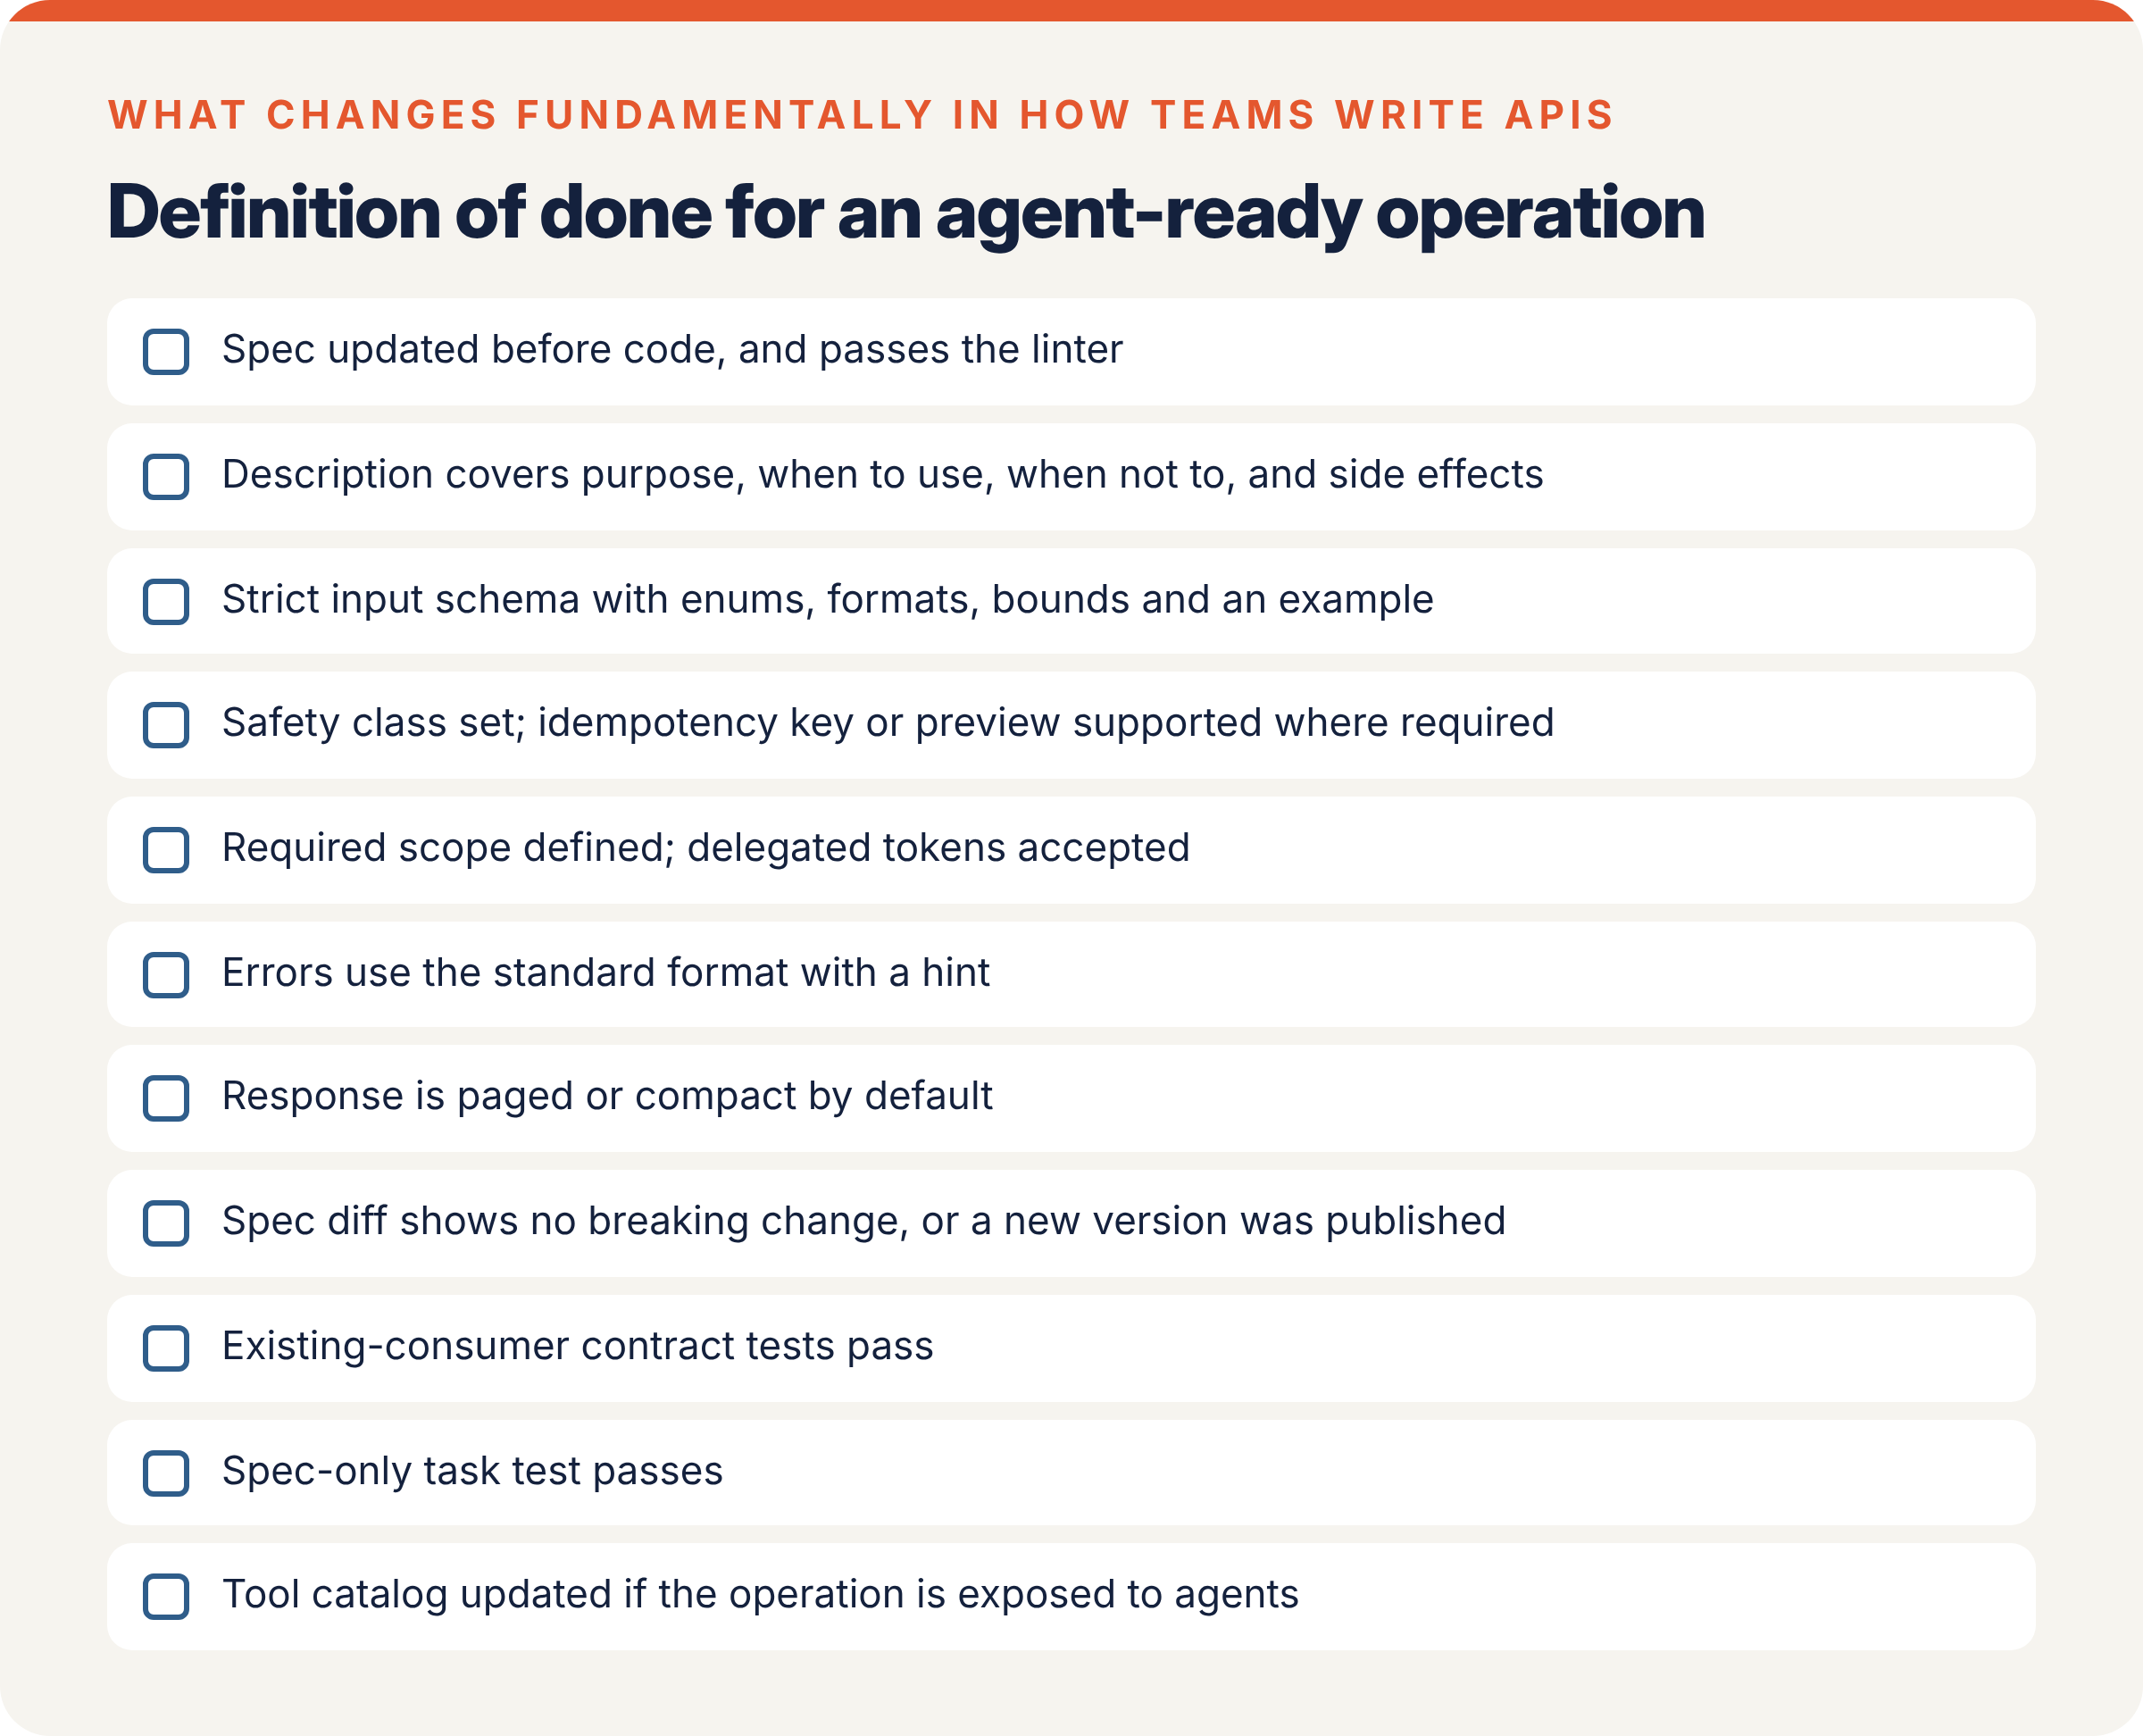 WHAT CHANGES FUNDAMENTALLY IN HOW TEAMS WRITE APIS
Definition of done for an agent-ready operation
Spec updated before code, and passes the linter
Description covers purpose, when to use, when not to, and side effects
Strict input schema with enums, formats, bounds and an example
Safety class set; idempotency key or preview supported where required
Required scope defined; delegated tokens accepted
Errors use the standard format with a hint
Response is paged or compact by default
Spec diff shows no breaking change, or a new version was published
Existing-consumer contract tests pass
Spec-only task test passes
Tool catalog updated if the operation is exposed to agents